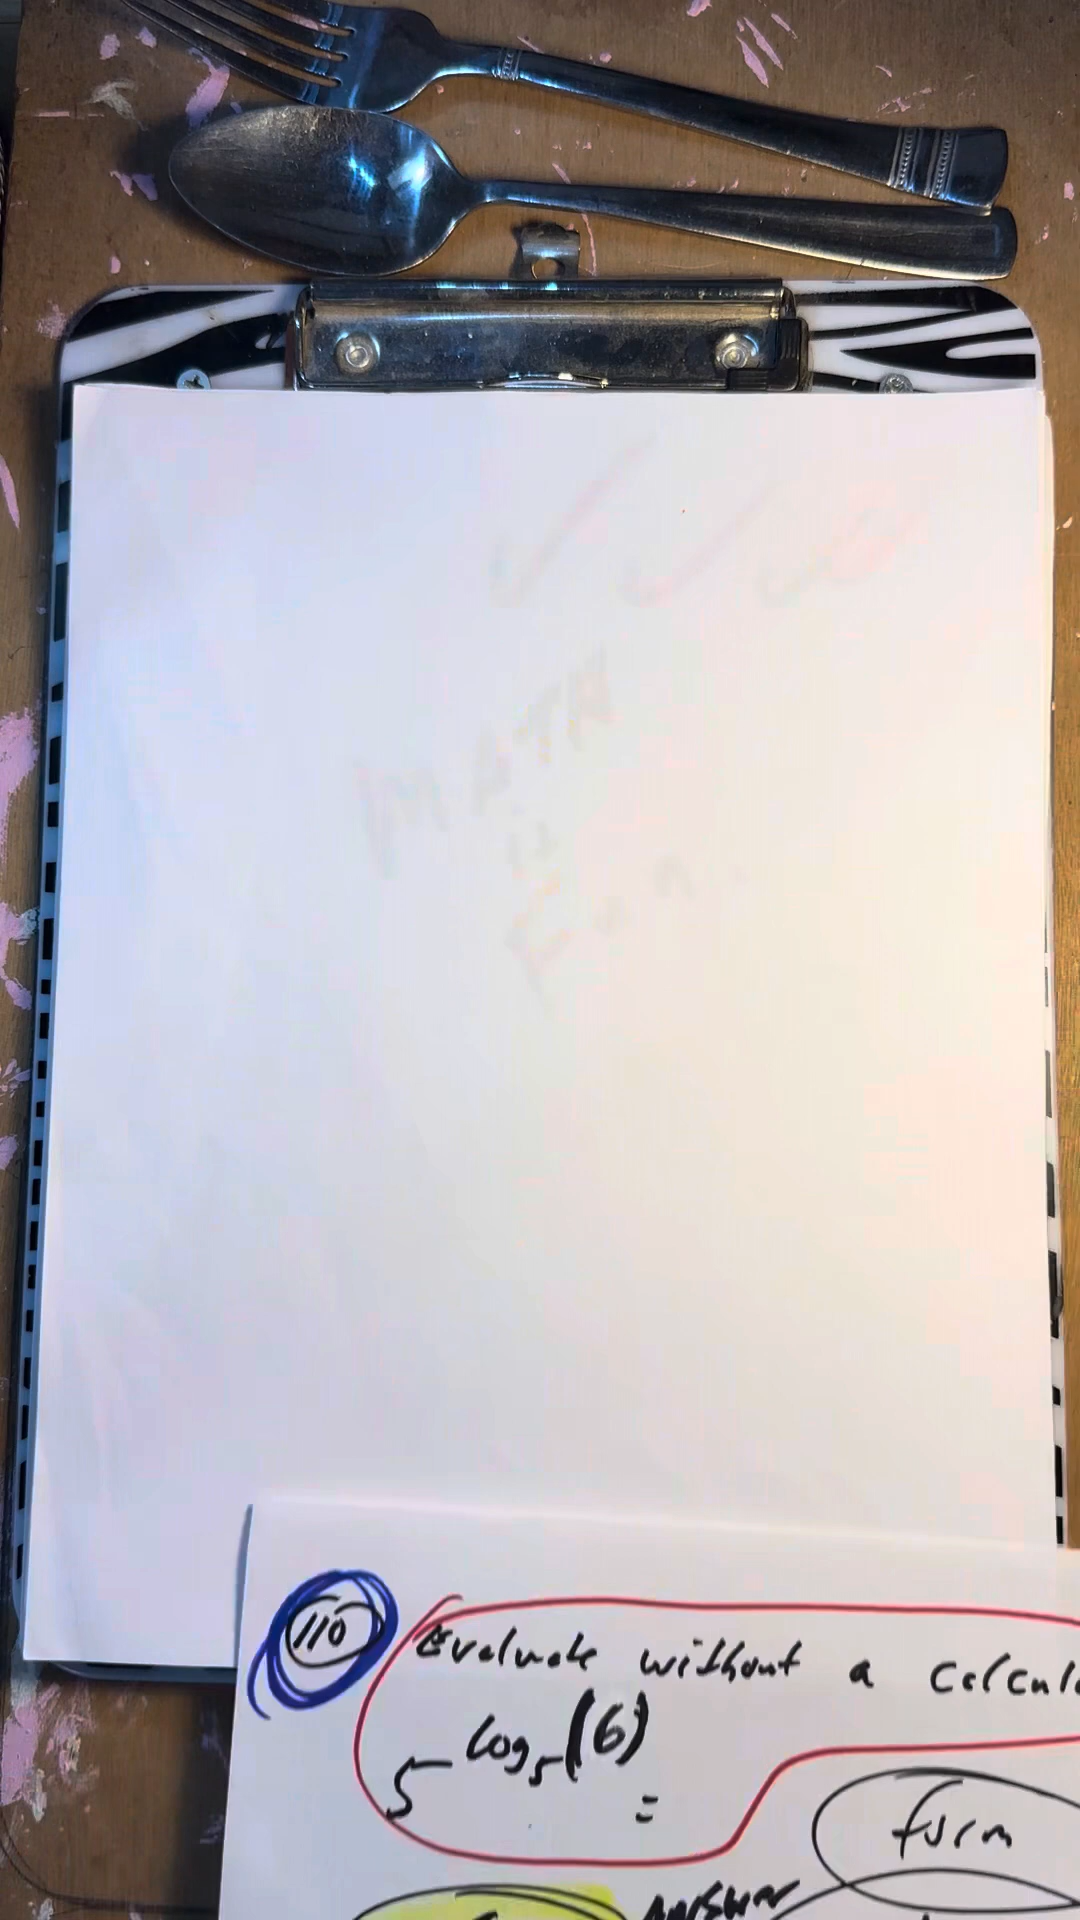 MATH
is
Fun.
110
Evaluate without a Calcul
5^log₅(6)
=
form
Answer